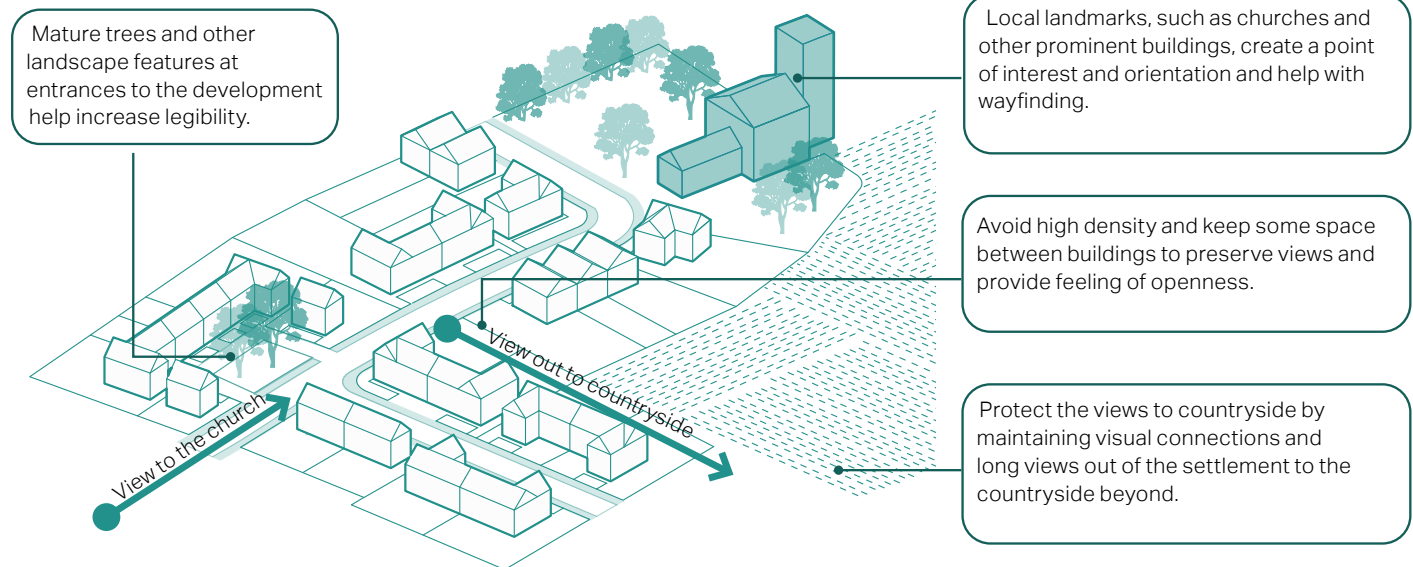 Mature trees and other
landscape features at
entrances to the development
help increase legibility.
Local landmarks, such as churches and
other prominent buildings, create a point
of interest and orientation and help with
wayfinding.
Avoid high density and keep some space
between buildings to preserve views and
provide feeling of openness.
View out to countryside
View to the church
Protect the views to countryside by
maintaining visual connections and
long views out of the settlement to the
countryside beyond.